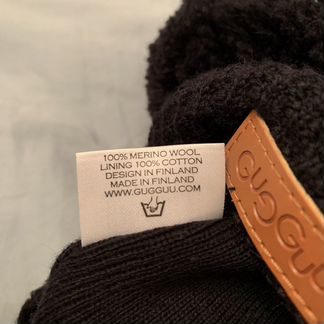 100% MERINO WOOL
LINING 100% COTTON
DESIGN IN FINLAND
MADE IN FINLAND
WWW.GUGGUU.COM
GUGGUU